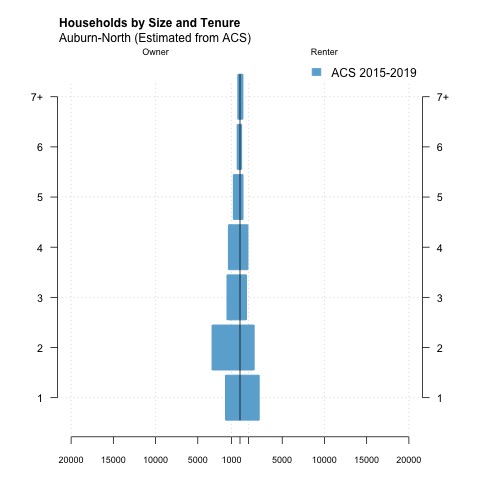 Households by Size and Tenure
Auburn-North (Estimated from ACS)
Owner Renter
ACS 2015-2019
7+ 7+
6 6
5 5
4 4
3 3
2 2
1 1
20000 15000 10000 5000 1000 5000 10000 15000 20000